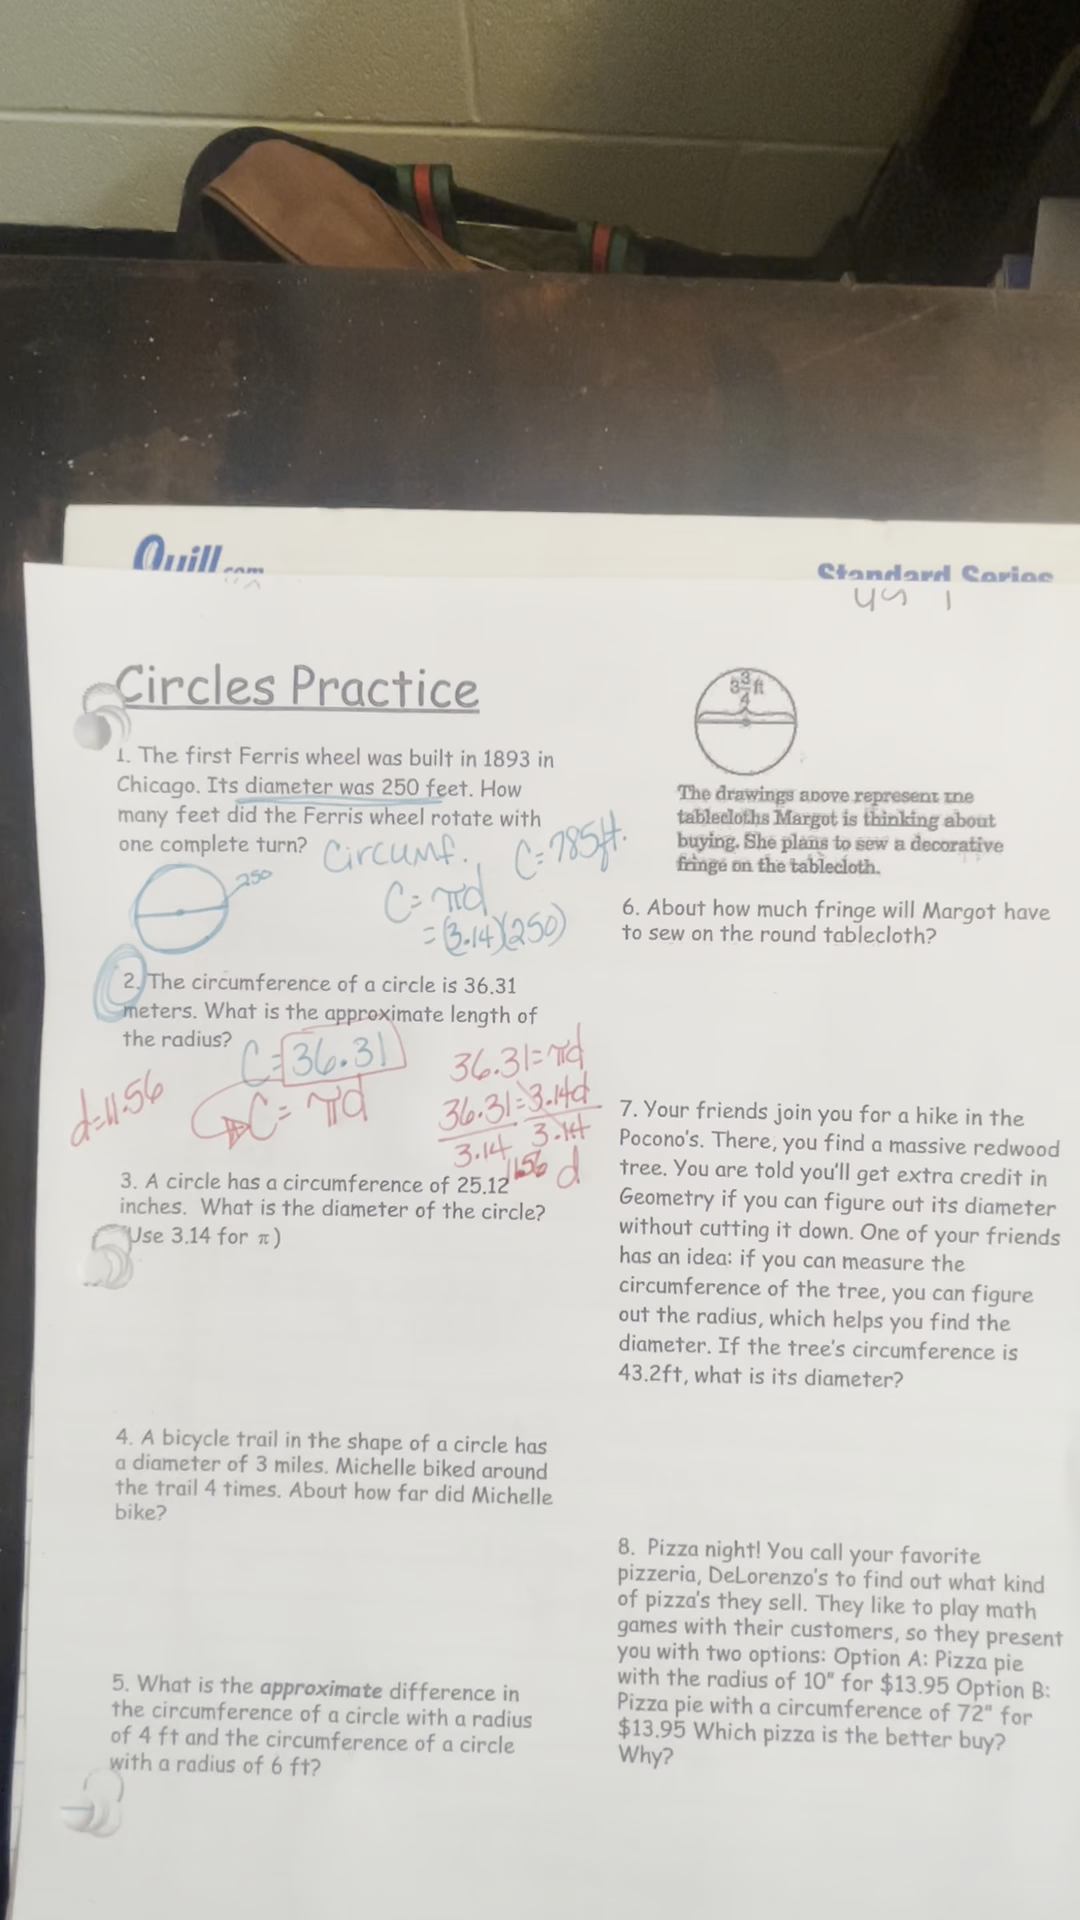 Quill.com
Standard Series
Circles Practice
1. The first Ferris wheel was built in 1893 in
Chicago. Its diameter was 250 feet. How
many feet did the Ferris wheel rotate with
one complete turn?
Circumf.
C=785ft.
250
C=πd
=(3.14)(250)
2. The circumference of a circle is 36.31
meters. What is the approximate length of
the radius?
C=36.31
d=11.56
C=πd
36.31=πd
36.31=3.14d
3.14 3.14
11.56 d
3. A circle has a circumference of 25.12
inches. What is the diameter of the circle?
(Use 3.14 for π)
4. A bicycle trail in the shape of a circle has
a diameter of 3 miles. Michelle biked around
the trail 4 times. About how far did Michelle
bike?
5. What is the approximate difference in
the circumference of a circle with a radius
of 4 ft and the circumference of a circle
with a radius of 6 ft?
3 3/4 ft
The drawings above represent the
tablecloths Margot is thinking about
buying. She plans to sew a decorative
fringe on the tablecloth.
6. About how much fringe will Margot have
to sew on the round tablecloth?
7. Your friends join you for a hike in the
Pocono's. There, you find a massive redwood
tree. You are told you'll get extra credit in
Geometry if you can figure out its diameter
without cutting it down. One of your friends
has an idea: if you can measure the
circumference of the tree, you can figure
out the radius, which helps you find the
diameter. If the tree's circumference is
43.2ft, what is its diameter?
8. Pizza night! You call your favorite
pizzeria, DeLorenzo's to find out what kind
of pizza's they sell. They like to play math
games with their customers, so they present
you with two options: Option A: Pizza pie
with the radius of 10" for $13.95 Option B:
Pizza pie with a circumference of 72" for
$13.95 Which pizza is the better buy?
Why?